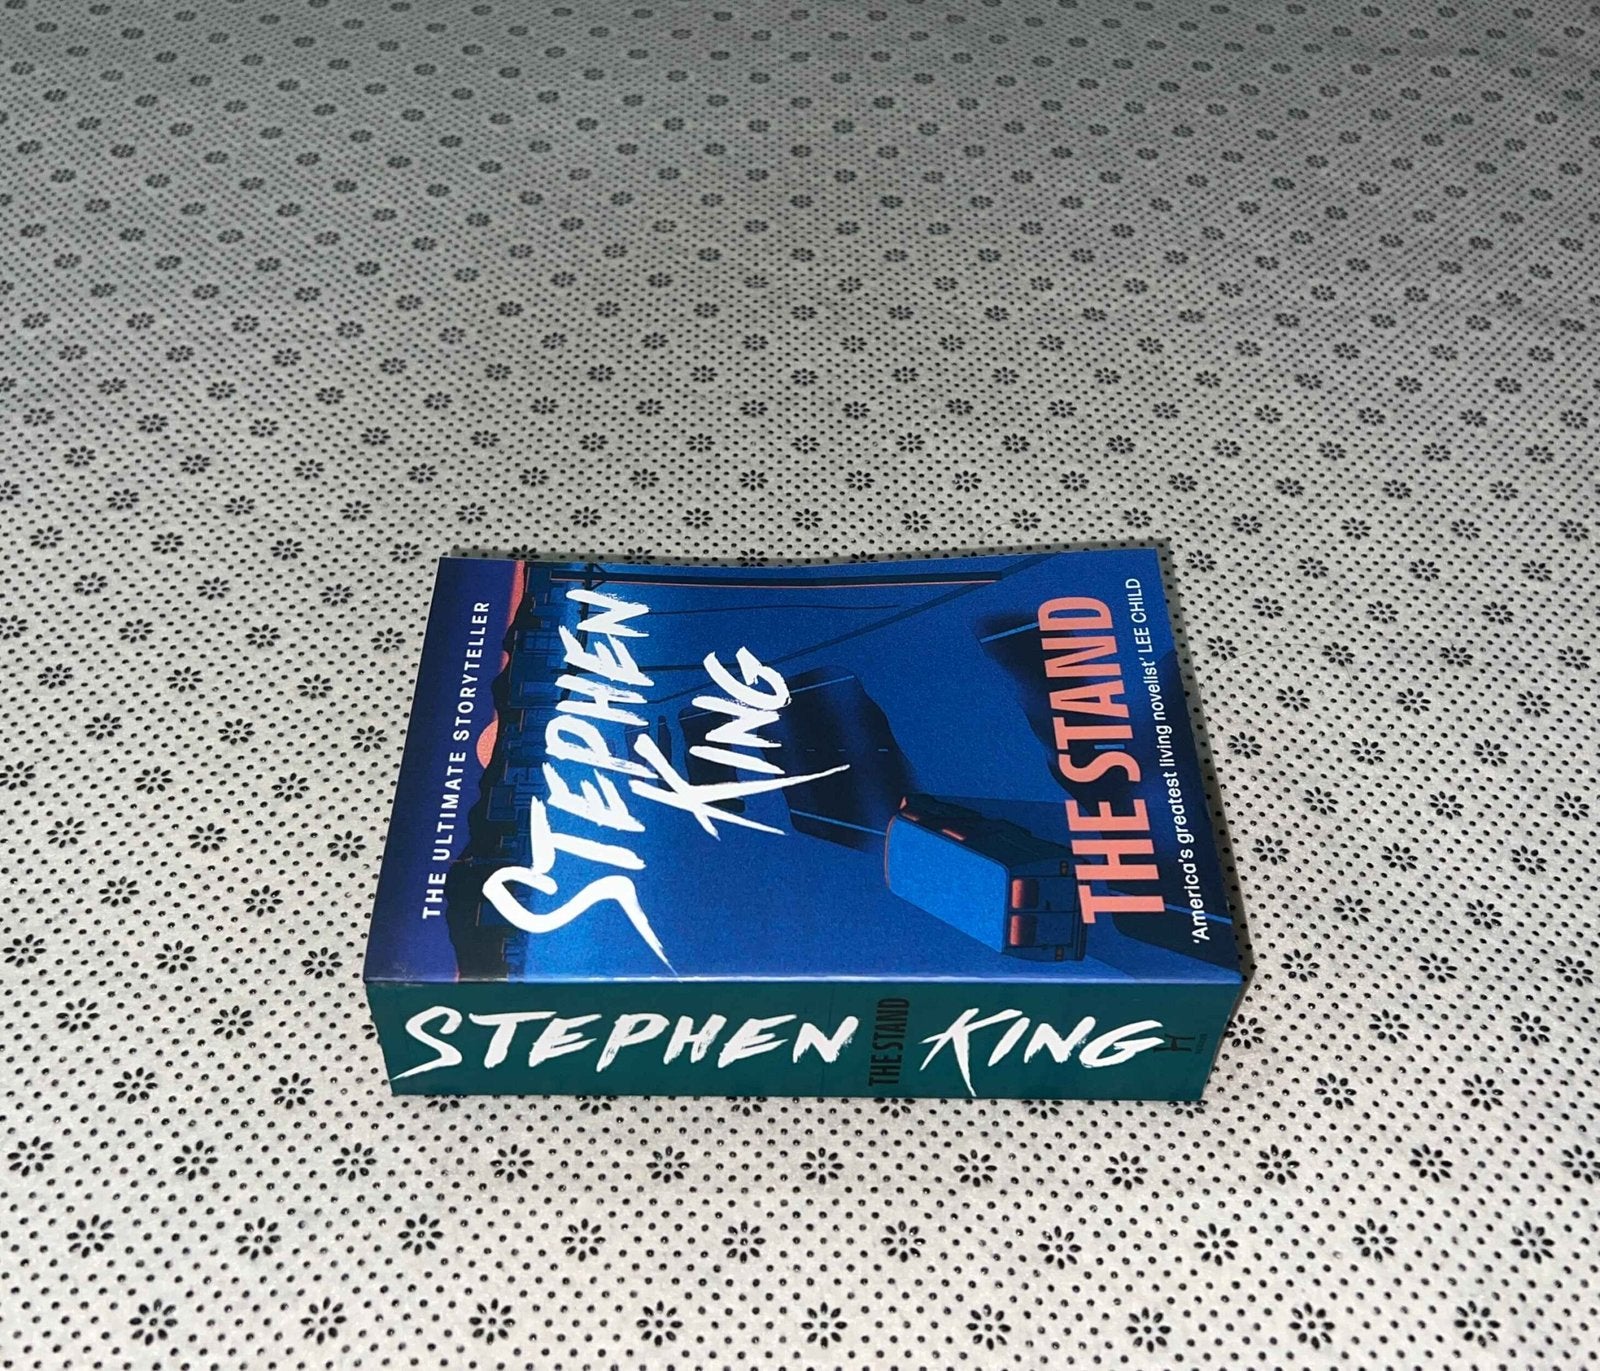 THE ULTIMATE STORYTELLER
STEPHEN
KING
THE STAND
'America's greatest living novelist' LEE CHILD
STEPHEN KING
THE STAND